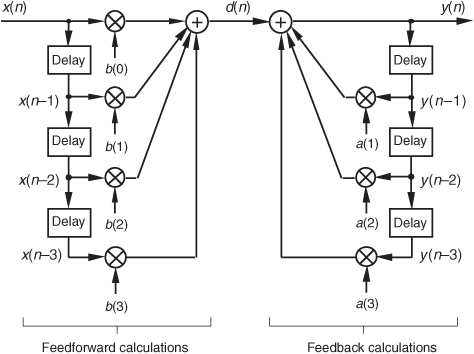 x(n) d(n) y(n)
Delay b(0) Delay
x(n–1) a(1) y(n–1)
Delay b(1) Delay
x(n–2) a(2) y(n–2)
Delay b(2) Delay
x(n–3) y(n–3)
b(3) a(3)
Feedforward calculations Feedback calculations